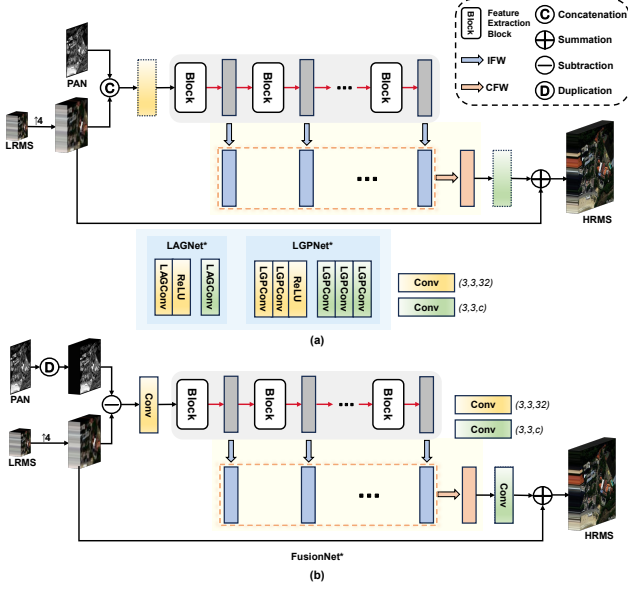 PAN
C
LRMS
↑4
Block
Block
Block
IFW
CFW
Block
Feature
Extraction
Block
C Concatenation
Summation
Subtraction
D Duplication
HRMS
LAGNet*
LAGConv
ReLU
LAGConv
LGPNet*
LGPConv
LGPConv
ReLU
LGPConv
LGPConv
LGPConv
Conv (3,3,32)
Conv (3,3,c)
(a)
PAN
D
LRMS
↑4
Conv
Block
Block
Block
Conv (3,3,32)
Conv (3,3,c)
Conv
HRMS
FusionNet*
(b)